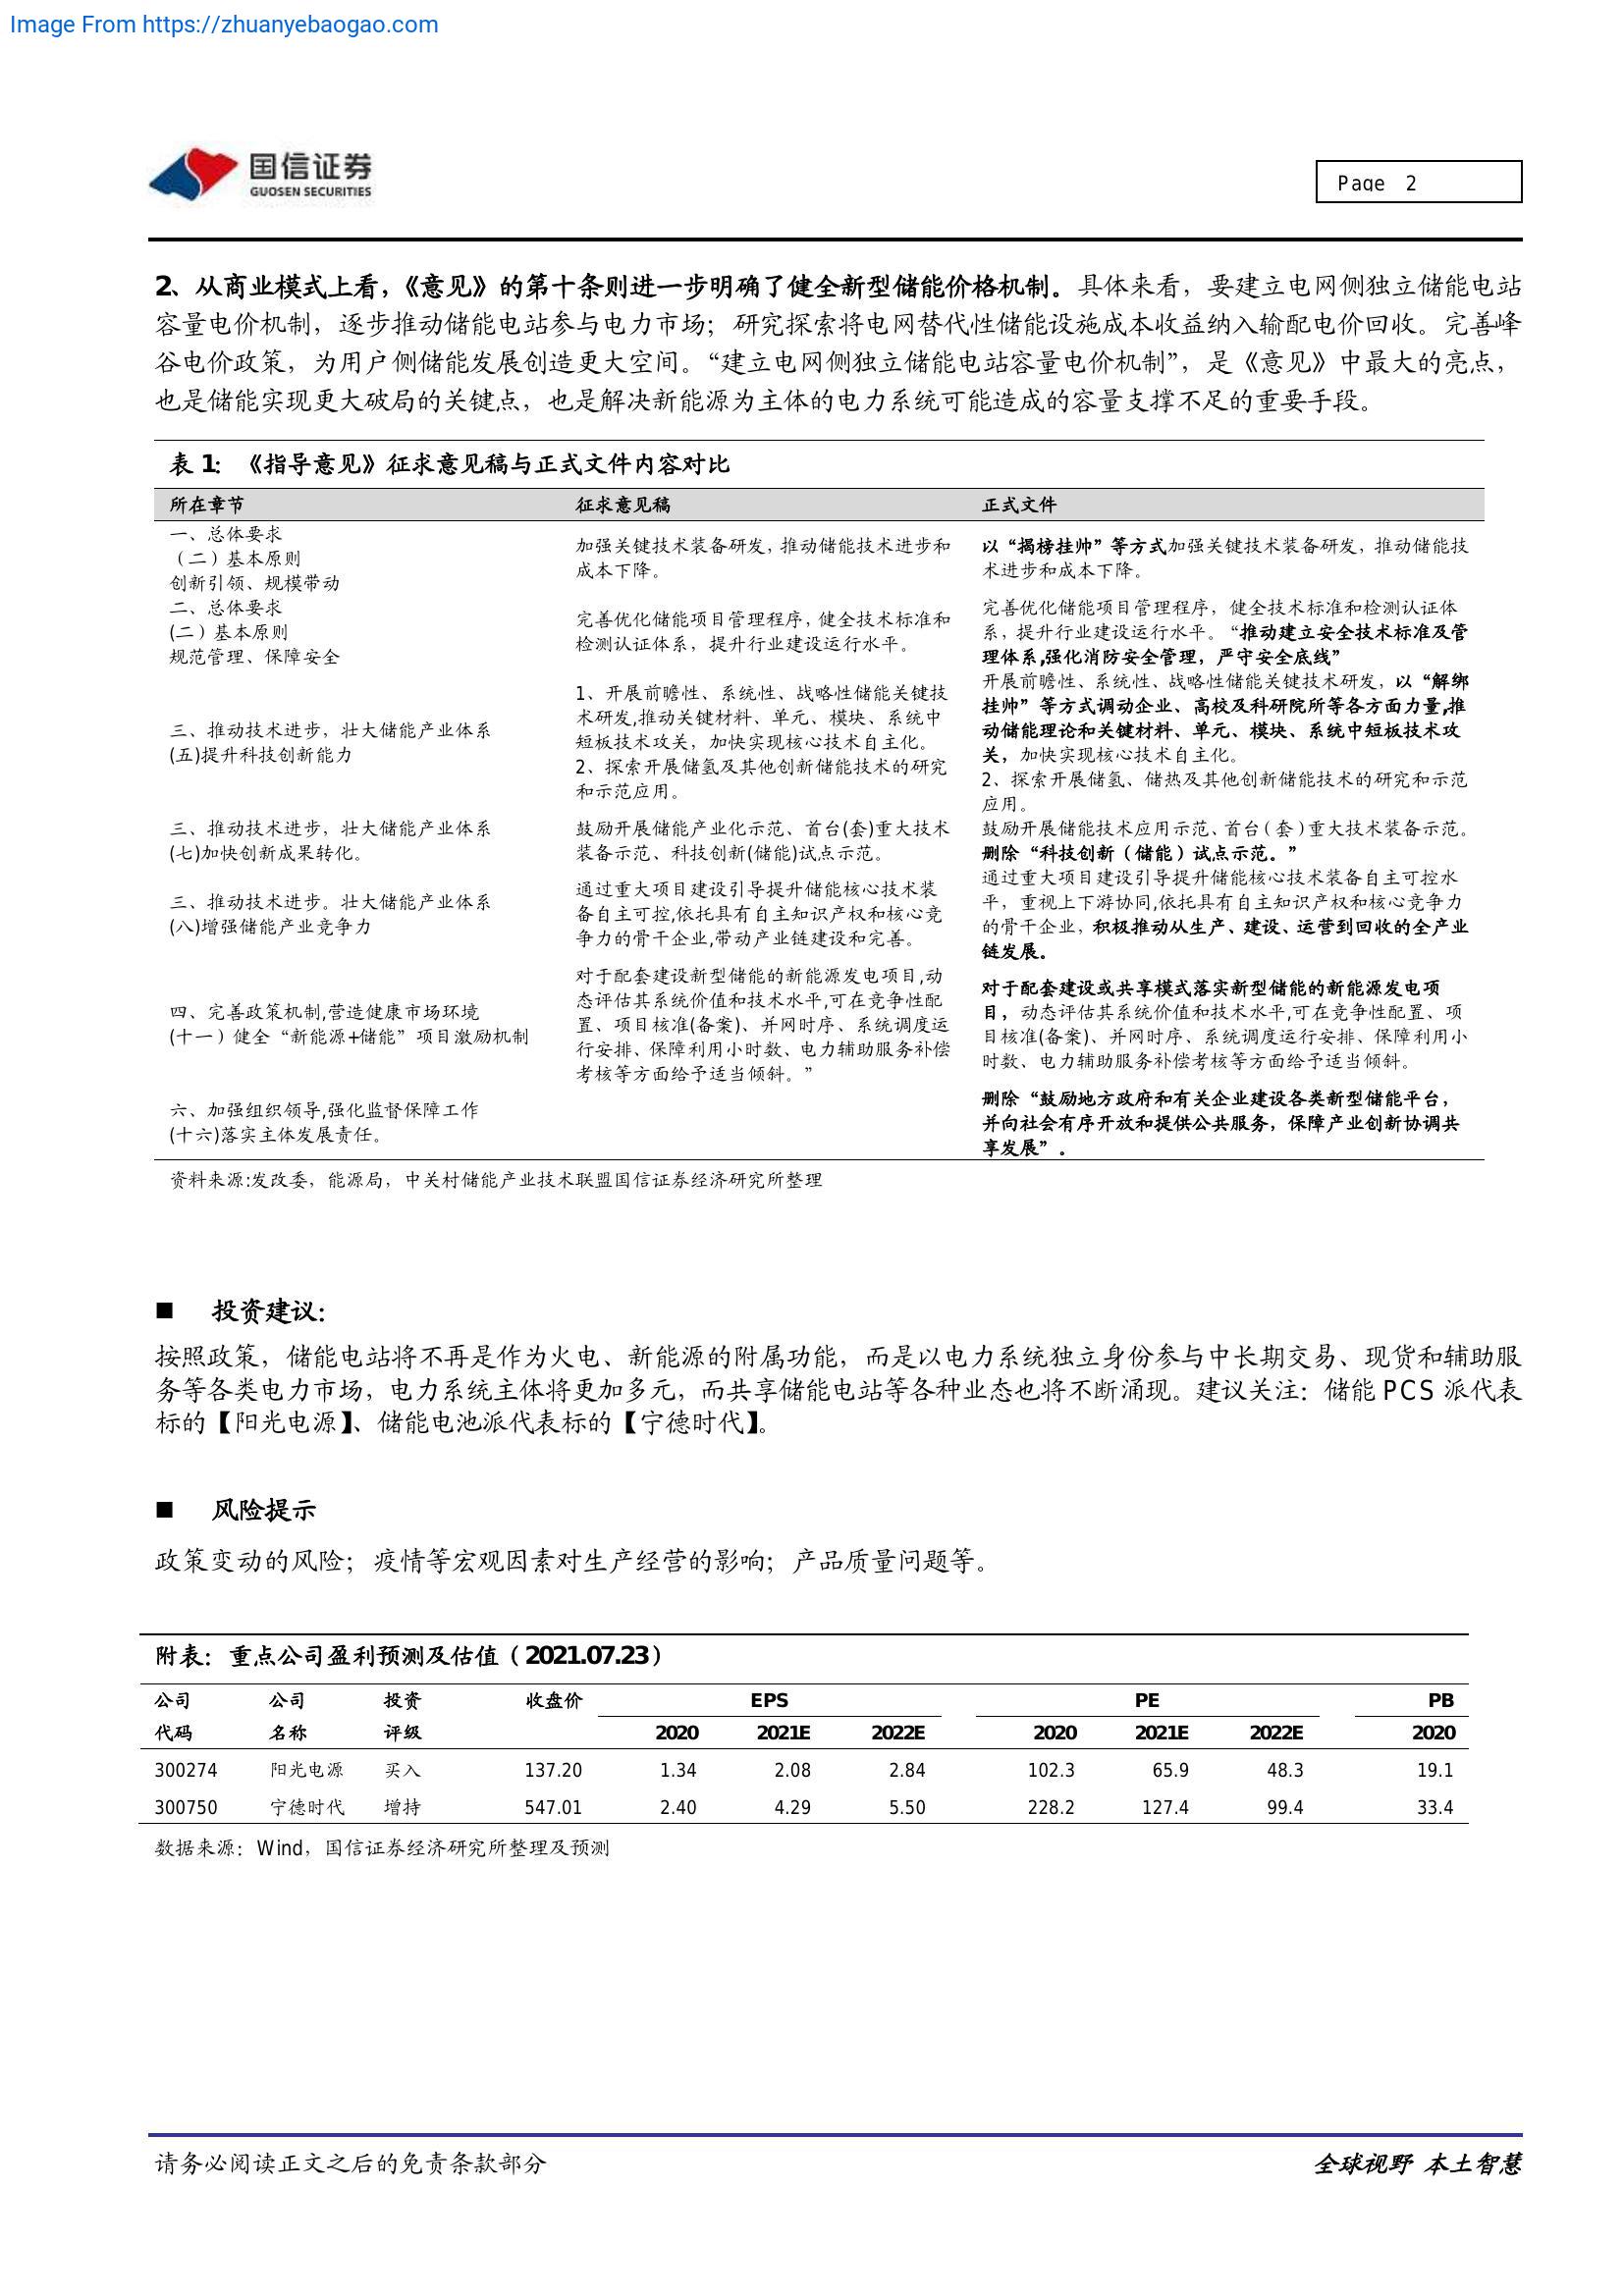 Image From https://zhuanyebaogao.com
国信证券
GUOSEN SECURITIES
Page 2
2、从商业模式上看，《意见》的第十条则进一步明确了健全新型储能价格机制。具体来看，要建立电网侧独立储能电站
容量电价机制，逐步推动储能电站参与电力市场；研究探索将电网替代性储能设施成本收益纳入输配电价回收。完善峰
谷电价政策，为用户侧储能发展创造更大空间。“建立电网侧独立储能电站容量电价机制”，是《意见》中最大的亮点，
也是储能实现更大破局的关键点，也是解决新能源为主体的电力系统可能造成的容量支撑不足的重要手段。
表 1：《指导意见》征求意见稿与正式文件内容对比
所在章节 征求意见稿 正式文件
一、总体要求
（二）基本原则
创新引领、规模带动
加强关键技术装备研发，推动储能技术进步和
成本下降。
以“揭榜挂帅”等方式加强关键技术装备研发，推动储能技
术进步和成本下降。
二、总体要求
(二）基本原则
规范管理、保障安全
完善优化储能项目管理程序，健全技术标准和
检测认证体系，提升行业建设运行水平。
完善优化储能项目管理程序，健全技术标准和检测认证体
系，提升行业建设运行水平。“推动建立安全技术标准及管
理体系,强化消防安全管理，严守安全底线”
三、推动技术进步，壮大储能产业体系
(五)提升科技创新能力
1、开展前瞻性、系统性、战略性储能关键技
术研发,推动关键材料、单元、模块、系统中
短板技术攻关，加快实现核心技术自主化。
2、探索开展储氢及其他创新储能技术的研究
和示范应用。
开展前瞻性、系统性、战略性储能关键技术研发，以“解绑
挂帅”等方式调动企业、高校及科研院所等各方面力量,推
动储能理论和关键材料、单元、模块、系统中短板技术攻
关，加快实现核心技术自主化。
2、探索开展储氢、储热及其他创新储能技术的研究和示范
应用。
三、推动技术进步，壮大储能产业体系
(七)加快创新成果转化。
鼓励开展储能产业化示范、首台(套)重大技术
装备示范、科技创新(储能)试点示范。
鼓励开展储能技术应用示范、首台（套）重大技术装备示范。
删除“科技创新（储能）试点示范。”
三、推动技术进步。壮大储能产业体系
(八)增强储能产业竞争力
通过重大项目建设引导提升储能核心技术装
备自主可控,依托具有自主知识产权和核心竞
争力的骨干企业,带动产业链建设和完善。
通过重大项目建设引导提升储能核心技术装备自主可控水
平，重视上下游协同,依托具有自主知识产权和核心竞争力
的骨干企业，积极推动从生产、建设、运营到回收的全产业
链发展。
四、完善政策机制,营造健康市场环境
(十一）健全“新能源+储能”项目激励机制
对于配套建设新型储能的新能源发电项目,动
态评估其系统价值和技术水平,可在竞争性配
置、项目核准(备案)、并网时序、系统调度运
行安排、保障利用小时数、电力辅助服务补偿
考核等方面给予适当倾斜。”
对于配套建设或共享模式落实新型储能的新能源发电项
目，动态评估其系统价值和技术水平,可在竞争性配置、项
目核准(备案)、并网时序、系统调度运行安排、保障利用小
时数、电力辅助服务补偿考核等方面给予适当倾斜。
六、加强组织领导,强化监督保障工作
(十六)落实主体发展责任。
删除“鼓励地方政府和有关企业建设各类新型储能平台，
并向社会有序开放和提供公共服务，保障产业创新协调共
享发展”。
资料来源:发改委，能源局，中关村储能产业技术联盟国信证券经济研究所整理
■ 投资建议：
按照政策，储能电站将不再是作为火电、新能源的附属功能，而是以电力系统独立身份参与中长期交易、现货和辅助服
务等各类电力市场，电力系统主体将更加多元，而共享储能电站等各种业态也将不断涌现。建议关注：储能 PCS 派代表
标的【阳光电源】、储能电池派代表标的【宁德时代】。
■ 风险提示
政策变动的风险；疫情等宏观因素对生产经营的影响；产品质量问题等。
附表：重点公司盈利预测及估值（2021.07.23）
公司 公司 投资 收盘价 EPS PE PB
代码 名称 评级 2020 2021E 2022E 2020 2021E 2022E 2020
300274 阳光电源 买入 137.20 1.34 2.08 2.84 102.3 65.9 48.3 19.1
300750 宁德时代 增持 547.01 2.40 4.29 5.50 228.2 127.4 99.4 33.4
数据来源：Wind，国信证券经济研究所整理及预测
请务必阅读正文之后的免责条款部分 全球视野 本土智慧